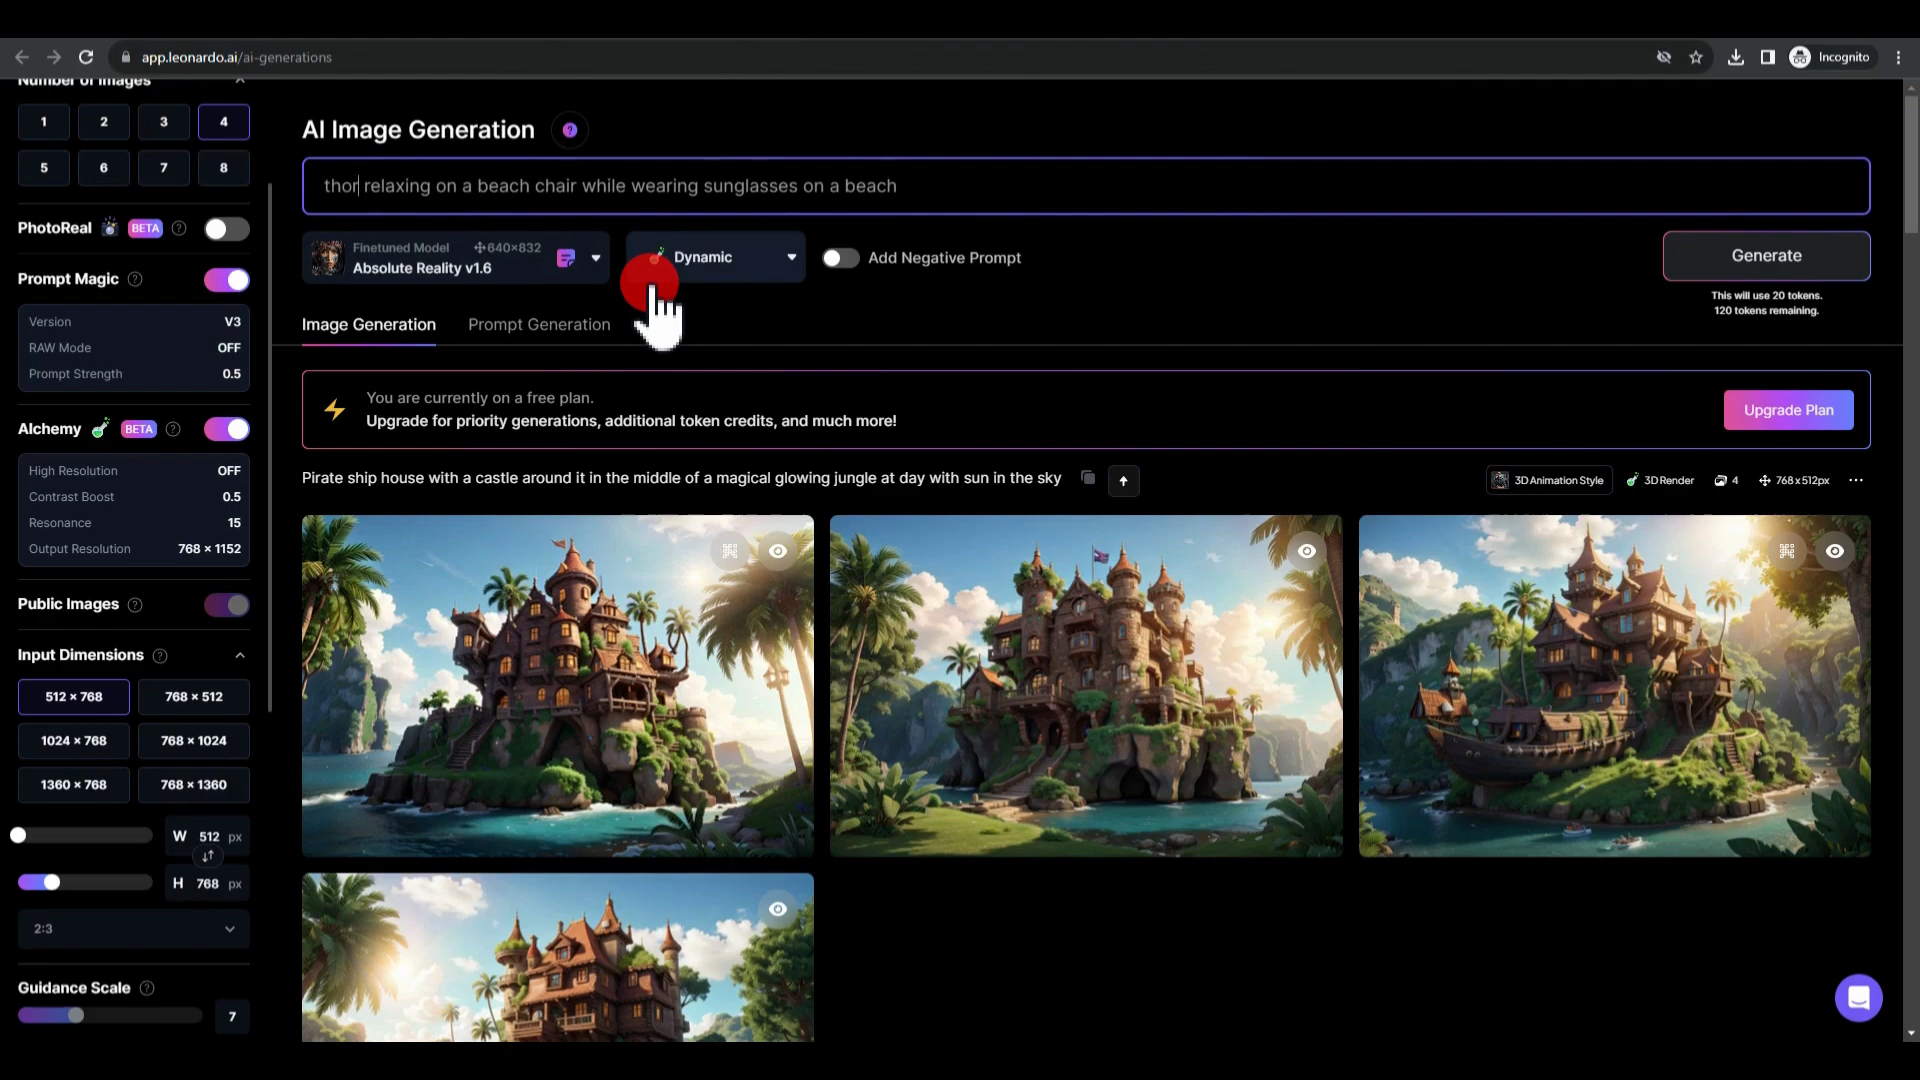 app.leonardo.ai/ai-generations
Incognito
Number of Images
1 2 3 4
5 6 7 8
PhotoReal BETA
Prompt Magic
Version V3
RAW Mode OFF
Prompt Strength 0.5
Alchemy BETA
High Resolution OFF
Contrast Boost 0.5
Resonance 15
Output Resolution 768 × 1152
Public Images
Input Dimensions
512 × 768 768 × 512
1024 × 768 768 × 1024
1360 × 768 768 × 1360
W 512 px
H 768 px
2:3
Guidance Scale
7
AI Image Generation
thor relaxing on a beach chair while wearing sunglasses on a beach
Finetuned Model 640×832
Absolute Reality v1.6
Dynamic
Add Negative Prompt
Generate
This will use 20 tokens.
120 tokens remaining.
Image Generation Prompt Generation
You are currently on a free plan.
Upgrade for priority generations, additional token credits, and much more!
Upgrade Plan
Pirate ship house with a castle around it in the middle of a magical glowing jungle at day with sun in the sky
3D Animation Style 3D Render 4 768x512px